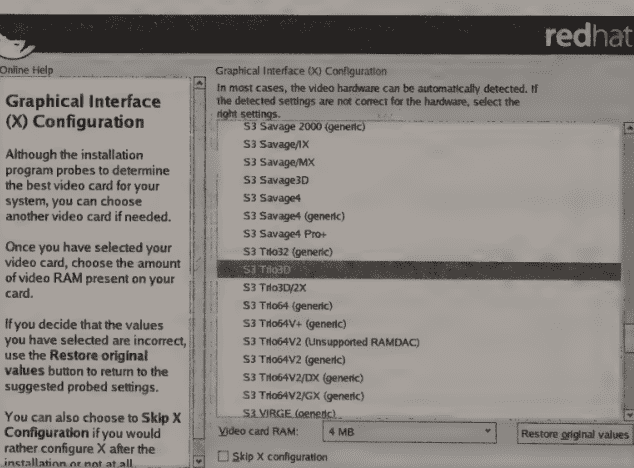 redhat
Online Help
Graphical Interface
(X) Configuration
Although the installation
program probes to determine
the best video card for your
system, you can choose
another video card if needed.
Once you have selected your
video card, choose the amount
of video RAM present on your
card.
If you decide that the values
you have selected are incorrect,
use the Restore original
values button to return to the
suggested probed settings.
You can also choose to Skip X
Configuration if you would
rather configure X after the
installation or not at all.
Graphical Interface (X) Configuration
In most cases, the video hardware can be automatically detected. If
the detected settings are not correct for the hardware, select the
right settings.
S3 Savage 2000 (generic)
S3 Savage/IX
S3 Savage/MX
S3 Savage3D
S3 Savage4
S3 Savage4 (generic)
S3 Savage4 Pro+
S3 Trio32 (generic)
S3 Trio3D
S3 Trio3D/2X
S3 Trio64 (generic)
S3 Trio64V+ (generic)
S3 Trio64V2 (Unsupported RAMDAC)
S3 Trio64V2 (generic)
S3 Trio64V2/DX (generic)
S3 Trio64V2/GX (generic)
S3 VIRGE (generic)
Video card RAM: 4 MB
Restore original values
Skip X configuration